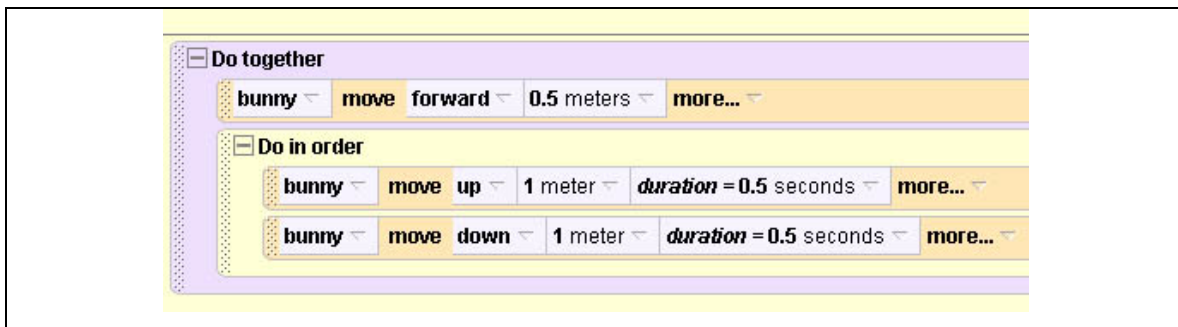 Do together
bunny move forward 0.5 meters more...
Do in order
bunny move up 1 meter duration = 0.5 seconds more...
bunny move down 1 meter duration = 0.5 seconds more...